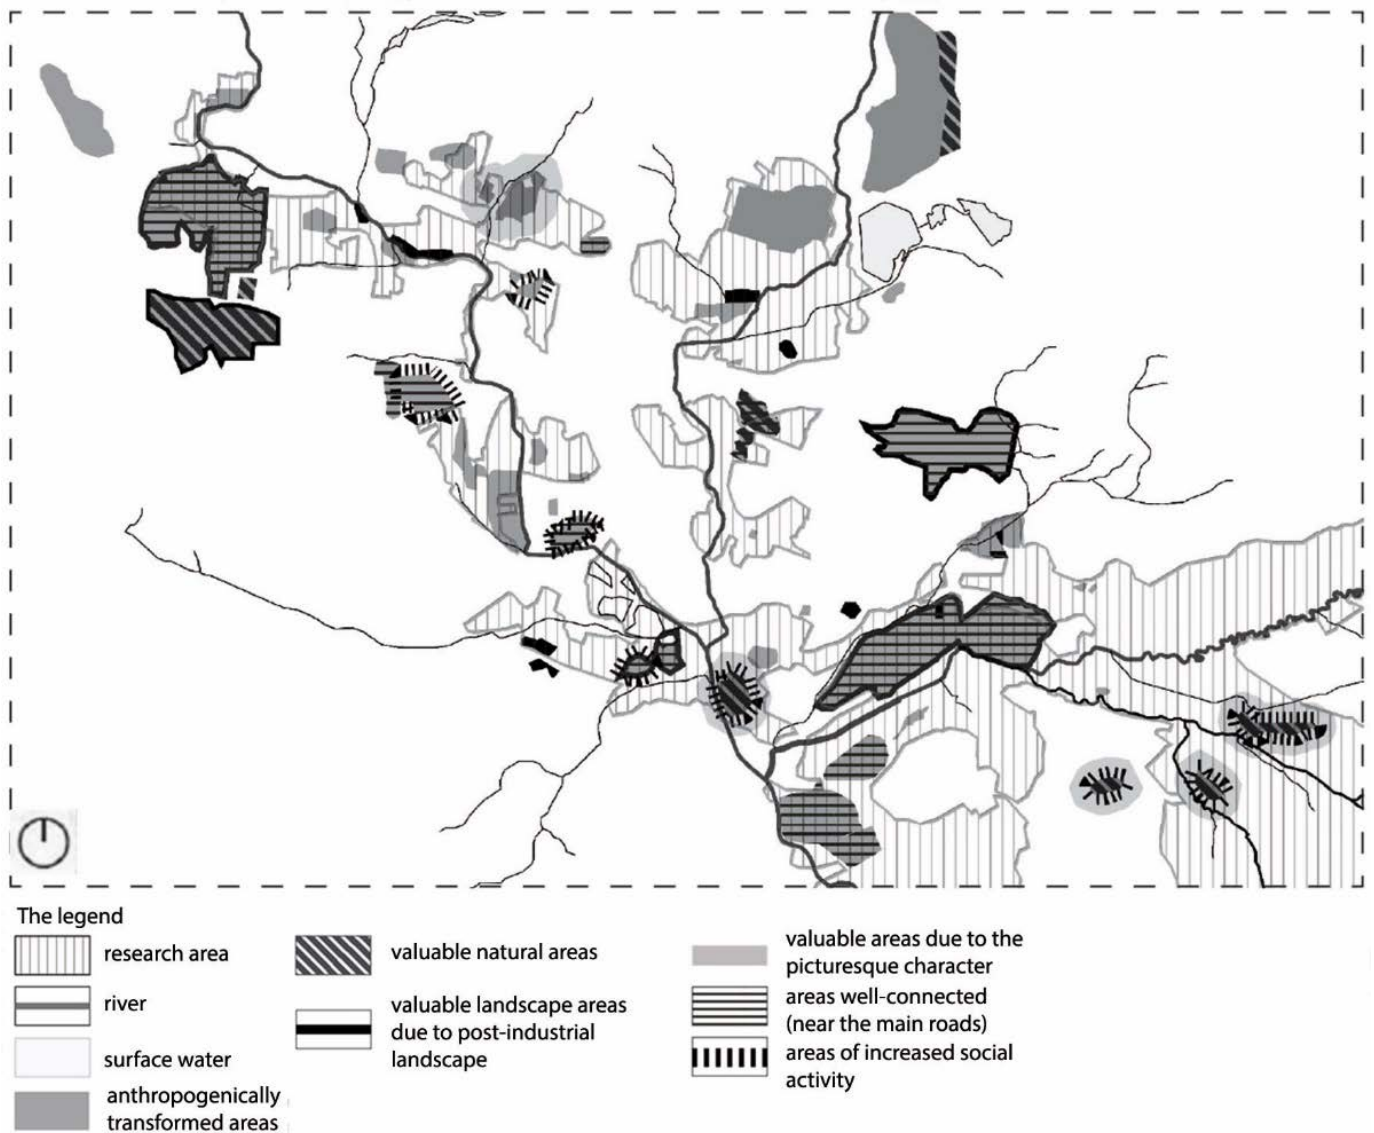 The legend
research area
river
surface water
anthropogenically
transformed areas
valuable natural areas
valuable landscape areas
due to post-industrial
landscape
valuable areas due to the
picturesque character
areas well-connected
(near the main roads)
areas of increased social
activity